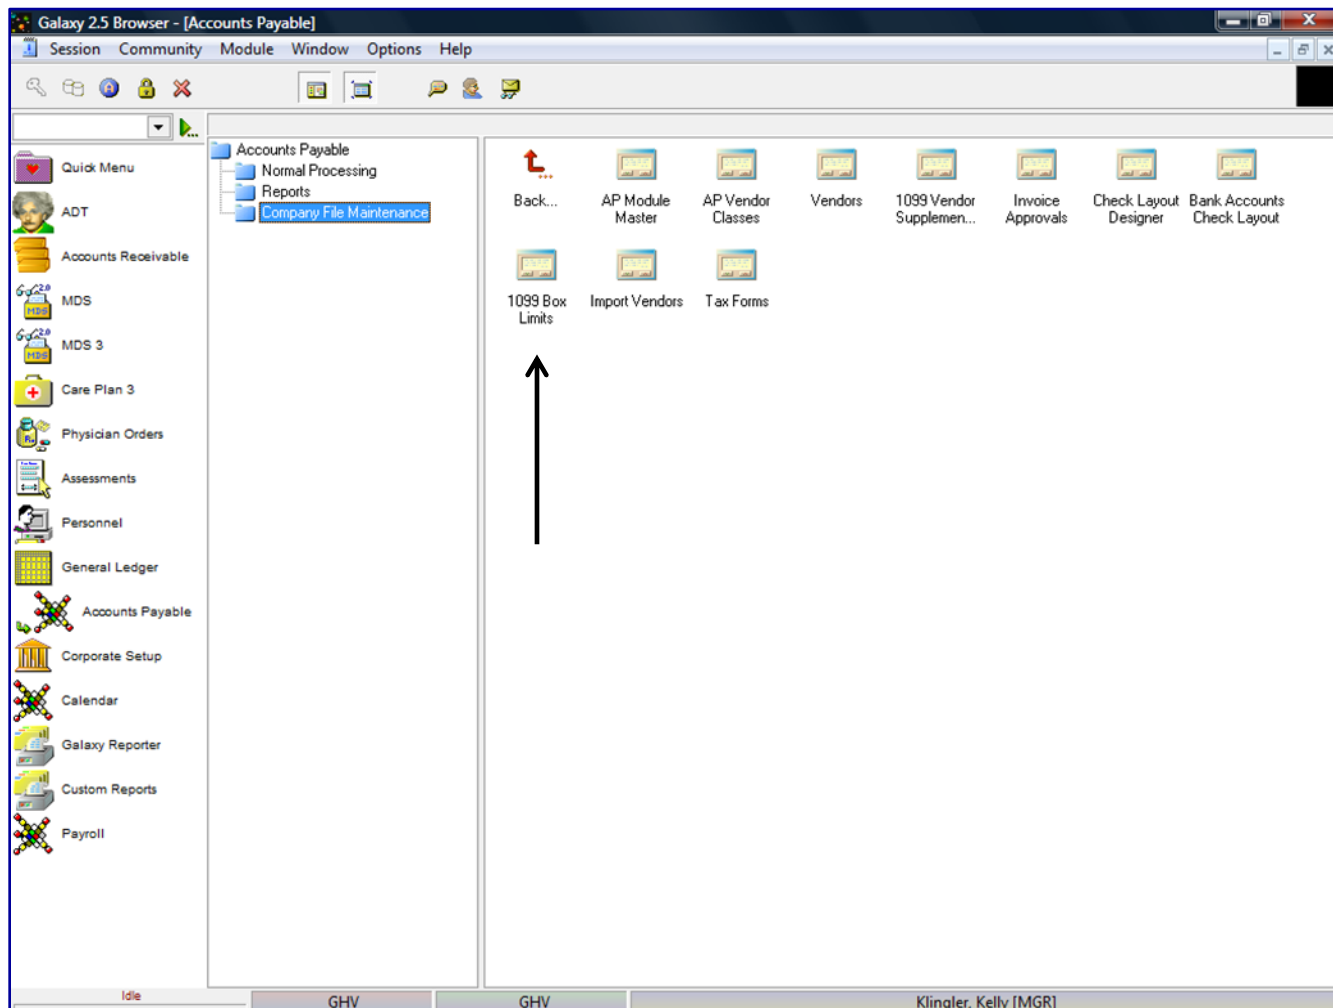 Galaxy 2.5 Browser - [Accounts Payable]
Session Community Module Window Options Help
Quick Menu
ADT
Accounts Receivable
MDS
MDS 3
Care Plan 3
Physician Orders
Assessments
Personnel
General Ledger
Accounts Payable
Corporate Setup
Calendar
Galaxy Reporter
Custom Reports
Payroll
Accounts Payable
Normal Processing
Reports
Company File Maintenance
Back...
AP Module
Master
AP Vendor
Classes
Vendors
1099 Vendor
Supplemen...
Invoice
Approvals
Check Layout
Designer
Bank Accounts
Check Layout
1099 Box
Limits
Import Vendors
Tax Forms
Idle
GHV
GHV
Klingler, Kelly [MGR]